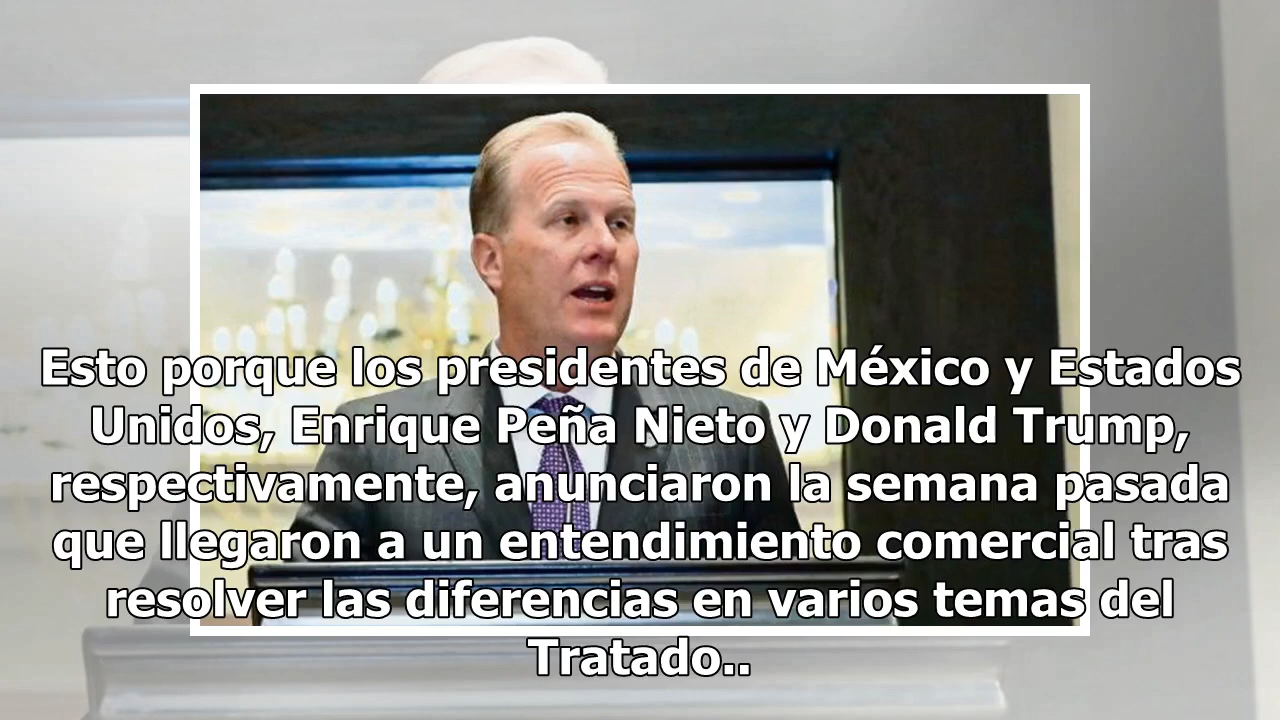 Esto porque los presidentes de México y Estados
Unidos, Enrique Peña Nieto y Donald Trump,
respectivamente, anunciaron la semana pasada
que llegaron a un entendimiento comercial tras
resolver las diferencias en varios temas del
Tratado..